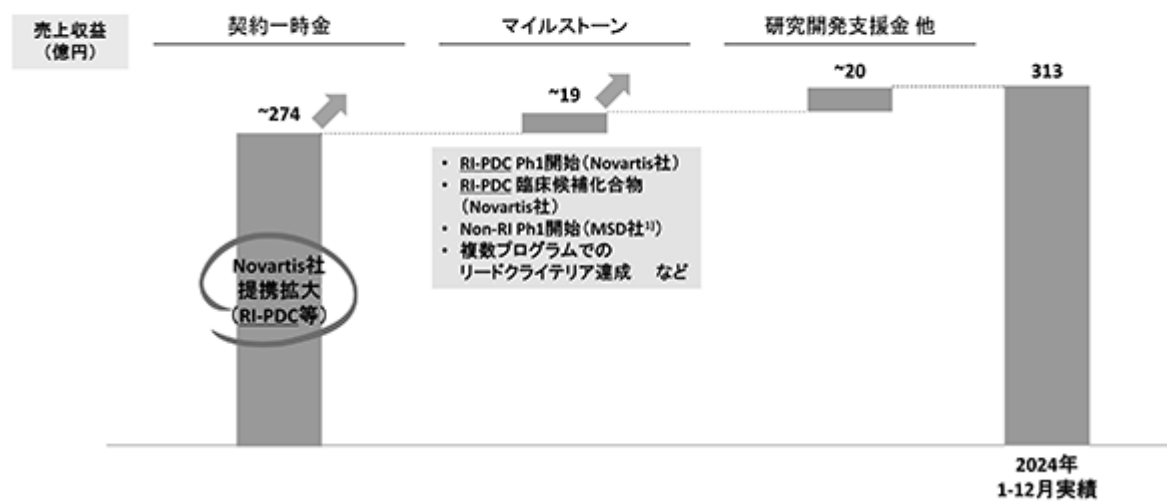 売上収益
（億円）
契約一時金
マイルストーン
研究開発支援金 他
~274
~19
~20
313
• RI-PDC Ph1開始（Novartis社）
• RI-PDC 臨床候補化合物
（Novartis社）
• Non-RI Ph1開始（MSD社1)）
• 複数プログラムでの
リードクライテリア達成 など
Novartis社
提携拡大
（RI-PDC等）
2024年
1-12月実績